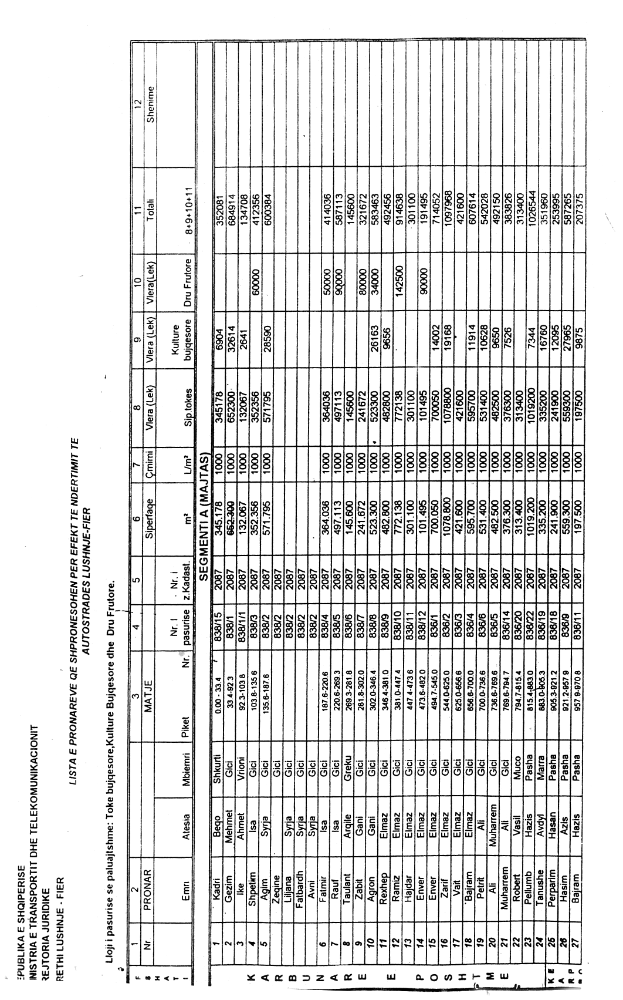 :PUBLIKA E SHQIPERISE
NISTRIA E TRANSPORTIT DHE TELEKOMUNIKACIONIT
REJTORIA JURIDIKE
RETHI LUSHNJE - FIER
LISTA E PRONAREVE QE SHPRONESOHEN PER EFEKT TE NDERTIMIT TE
AUTOSTRADES LUSHNJE-FIER
Lloji i pasurise se paluajtshme: Toke bujqesore,Kulture Bujqesore dhe Dru Frutore.
F S H A T I
1 2 3 4 5 6 7 8 9 10 11 12
Nr PRONAR MATJE Siperfaqe Çmimi Vlera (Lek) Vlera (Lek) Vlera(Lek) Totali Shenime
Nr. I Nr. i Kulture
Emri Atesia Mbiemri Piket Nr. pasurise z.Kadast. m² L/m² Sip.tokes bujqesore Dru Frutore 8+9+10+11
SEGMENTI A (MAJTAS)
1 Kadri Beqo Shkurti 0.00 - 33.4 838/15 2087 345.178 1000 345178 6904 352081
2 Gezim Mehmet Gici 33.4-92.3 838/1 2087 652.300 1000 652300 32614 684914
3 Ike Ahmet Vrioni 92.3-103.8 838/11/1 2087 132.067 1000 132067 2641 134708
4 Shpetim Isa Gici 103.8-135.6 838/3 2087 352.356 1000 352356 60000 412356
5 Agim Syrja Gici 135.6-187.6 838/2 2087 571.795 1000 571795 28590 600384
Zeqine Gici 838/2 2087
Liljana Syrja Gici 838/2 2087
Fatbardh Syrja Gici 838/2 2087
Avni Syrja Gici 838/2 2087
6 Fatmir Isa Gici 187.6-220.6 838/4 2087 364.036 1000 364036 50000 414036
7 Rauf Isa Gici 220.6-269.3 838/5 2087 497.113 1000 497113 90000 587113
8 Taulant Arqile Greku 269.3-281.8 838/6 2087 145.600 1000 145600 145600
9 Zabit Gani Gici 281.8-302.0 838/7 2087 241.672 1000 241672 80000 321672
10 Agron Gani Gici 302.0-346.4 838/8 2087 523.300 1000 523300 26163 34000 583463
11 Rexhep Elmaz Gici 346.4-381.0 838/9 2087 482.800 1000 482800 9656 492456
12 Ramiz Elmaz Gici 381.0-447.4 838/10 2087 772.138 1000 772138 142500 914638
13 Hajdar Elmaz Gici 447.4-473.6 838/11 2087 301.100 1000 301100 301100
14 Enver Elmaz Gici 473.6-482.0 838/12 2087 101.495 1000 101495 90000 191495
15 Enver Elmaz Gici 494.7-545.0 836/1 2087 700.050 1000 700050 14002 714052
16 Zarif Elmaz Gici 544.0-625.0 836/2 2087 1078.800 1000 1078800 19168 1097968
17 Vait Elmaz Gici 625.0-656.6 836/3 2087 421.600 1000 421600 421600
18 Bajram Elmaz Gici 656.6-700.0 836/4 2087 595.700 1000 595700 11914 607614
19 Petrit Ali Gici 700.0-736.6 836/6 2087 531.400 1000 531400 10628 542028
20 Ali Muharrem Gici 736.6-769.6 836/5 2087 482.500 1000 482500 9650 492150
21 Muharrem Ali Gici 769.6-794.7 836/14 2087 376.300 1000 376300 7526 383826
22 Robert Vasil Muco 794.7-815.4 836/20 2087 313.400 1000 313400 313400
23 Pellumb Hazis Pasha 815.4-883.0 836/22 2087 1019.200 1000 1019200 7344 1026544
24 Tanushe Avdyl Marra 883.0-905.3 836/19 2087 335.200 1000 335200 16760 351960
25 Perparim Hasan Pasha 905.3-921.2 836/18 2087 241.900 1000 241900 12095 253995
26 Hasim Azis Pasha 921.2-957.9 836/9 2087 559.300 1000 559300 27965 587265
27 Bajram Hazis Pasha 957.9-970.8 836/11 2087 197.500 1000 197500 9875 207375
K A R B U N A R E E P O S H T M E
K E
A
R P